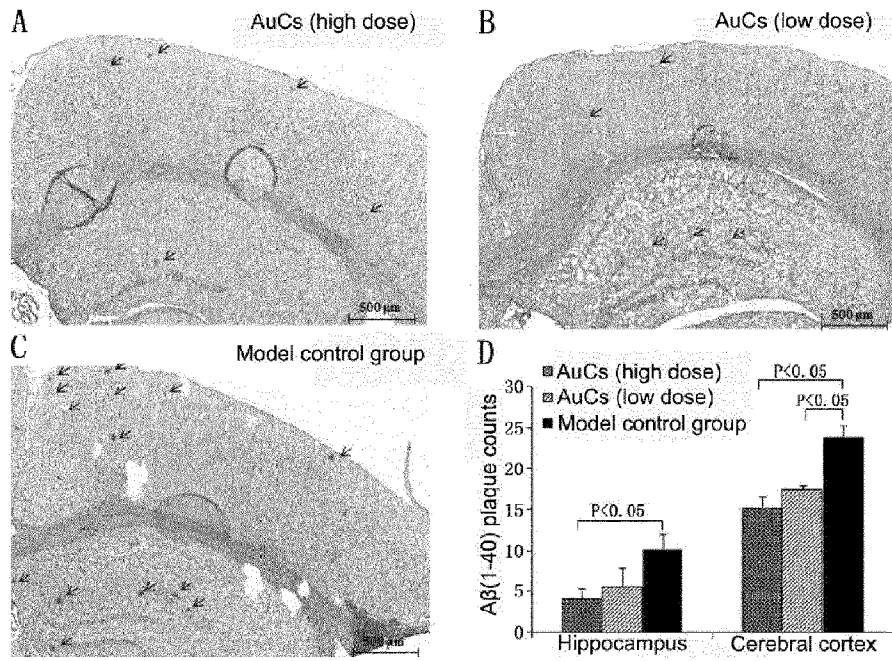 A
AuCs (high dose)
500 μm
B
AuCs (low dose)
500 μm
C
Model control group
500 μm
D
AuCs (high dose)
AuCs (low dose)
Model control group
P<0.05
P<0.05
P<0.05
Aβ(1-40) plaque counts
30
25
20
15
10
5
0
Hippocampus
Cerebral cortex